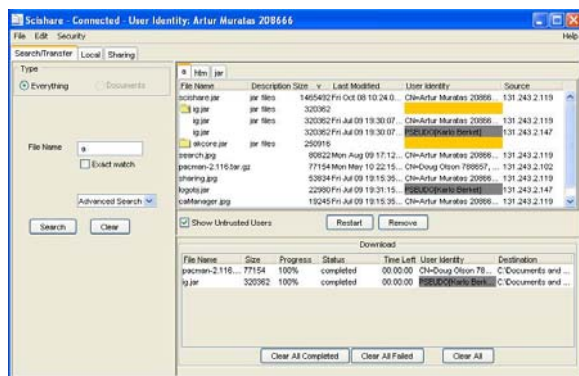 Scishare - Connected - User Identity: Artur Muratas 208666
File Edit Security Help
Search/Transfer Local Sharing
Type
Everything Documents
File Name a
Exact match
Advanced Search
Search Clear
a htm jar
File Name Description Size v Last Modified User Identity Source
scishare.jar jar files 1465492 Fri Oct 08 10:24:0... CN=Artur Muratas 20866... 131.243.2.119
ig.jar jar files 320362
ig.jar 320362 Fri Jul 09 19:30:07... CN=Artur Muratas 20866... 131.243.2.119
ig.jar 320362 Fri Jul 09 19:30:07... PSEUDO[Karlo Berket] 131.243.2.147
akcore.jar jar files 250916
search.jpg 80822 Mon Aug 09 17:12... CN=Artur Muratas 20866... 131.243.2.119
pacman-2.116.tar.gz 77154 Mon May 10 22:15... CN=Doug Olson 788657, ... 131.243.2.102
sharing.jpg 53834 Fri Jul 09 19:15:35... CN=Artur Muratas 20866... 131.243.2.119
logots.jar 22980 Fri Jul 09 19:31:15... PSEUDO[Karlo Berket] 131.243.2.147
caManager.jpg 19245 Fri Jul 09 19:15:35... CN=Artur Muratas 20866... 131.243.2.119
Show Untrusted Users Restart Remove
Download
File Name Size Progress Status Time Left User Identity Destination
pacman-2.116.... 77154 100% completed 00:00:00 CN=Doug Olson 78... C:\Documents and ...
ig.jar 320362 100% completed 00:00:00 PSEUDO[Karlo Berk... C:\Documents and ...
Clear All Completed Clear All Failed Clear All